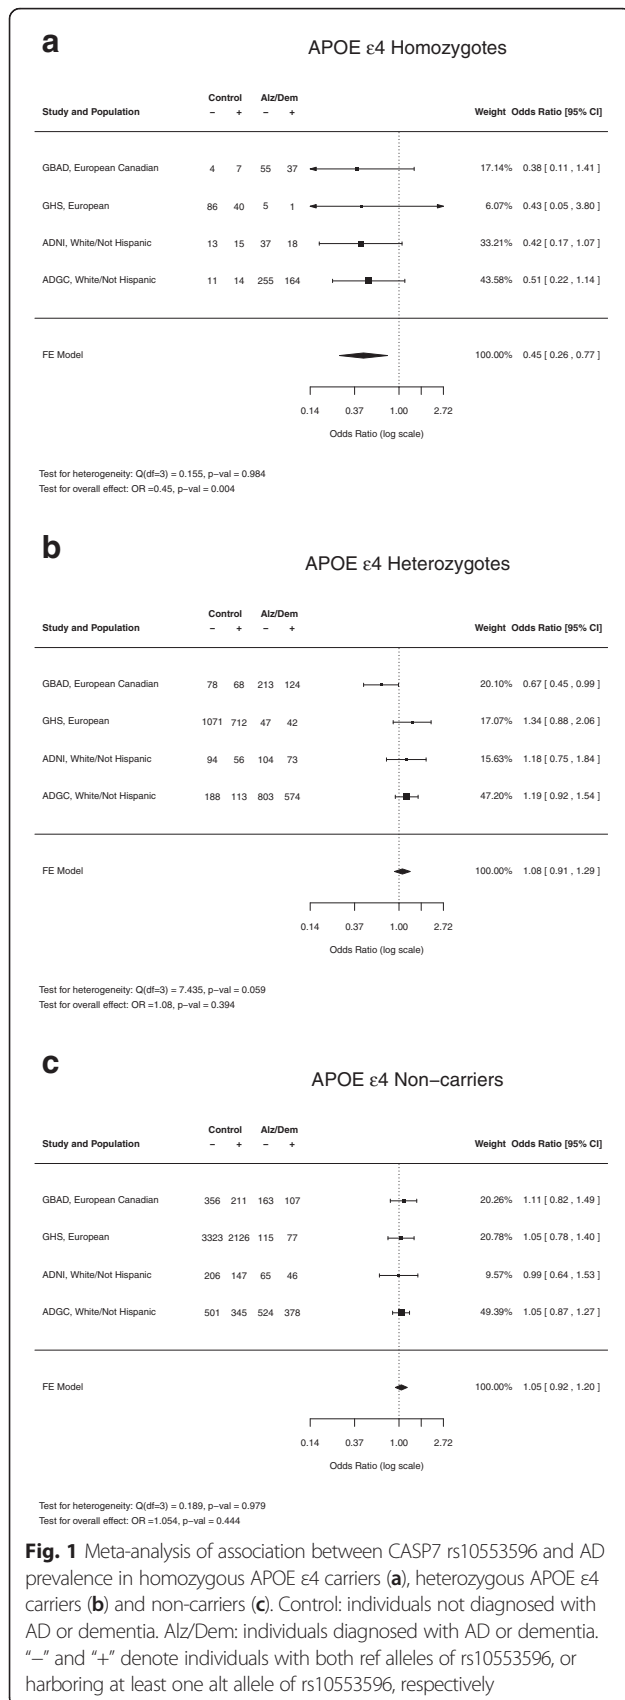 a
APOE ε4 Homozygotes
Control Alz/Dem
Study and Population − + − + Weight Odds Ratio [95% CI]
GBAD, European Canadian 4 7 55 37 17.14% 0.38 [ 0.11 , 1.41 ]
GHS, European 86 40 5 1 6.07% 0.43 [ 0.05 , 3.80 ]
ADNI, White/Not Hispanic 13 15 37 18 33.21% 0.42 [ 0.17 , 1.07 ]
ADGC, White/Not Hispanic 11 14 255 164 43.58% 0.51 [ 0.22 , 1.14 ]
FE Model 100.00% 0.45 [ 0.26 , 0.77 ]
0.14 0.37 1.00 2.72
Odds Ratio (log scale)
Test for heterogeneity: Q(df=3) = 0.155, p−val = 0.984
Test for overall effect: OR =0.45, p−val = 0.004
b
APOE ε4 Heterozygotes
Control Alz/Dem
Study and Population − + − + Weight Odds Ratio [95% CI]
GBAD, European Canadian 78 68 213 124 20.10% 0.67 [ 0.45 , 0.99 ]
GHS, European 1071 712 47 42 17.07% 1.34 [ 0.88 , 2.06 ]
ADNI, White/Not Hispanic 94 56 104 73 15.63% 1.18 [ 0.75 , 1.84 ]
ADGC, White/Not Hispanic 188 113 803 574 47.20% 1.19 [ 0.92 , 1.54 ]
FE Model 100.00% 1.08 [ 0.91 , 1.29 ]
0.14 0.37 1.00 2.72
Odds Ratio (log scale)
Test for heterogeneity: Q(df=3) = 7.435, p−val = 0.059
Test for overall effect: OR =1.08, p−val = 0.394
c
APOE ε4 Non−carriers
Control Alz/Dem
Study and Population − + − + Weight Odds Ratio [95% CI]
GBAD, European Canadian 356 211 163 107 20.26% 1.11 [ 0.82 , 1.49 ]
GHS, European 3323 2126 115 77 20.78% 1.05 [ 0.78 , 1.40 ]
ADNI, White/Not Hispanic 206 147 65 46 9.57% 0.99 [ 0.64 , 1.53 ]
ADGC, White/Not Hispanic 501 345 524 378 49.39% 1.05 [ 0.87 , 1.27 ]
FE Model 100.00% 1.05 [ 0.92 , 1.20 ]
0.14 0.37 1.00 2.72
Odds Ratio (log scale)
Test for heterogeneity: Q(df=3) = 0.189, p−val = 0.979
Test for overall effect: OR =1.054, p−val = 0.444
Fig. 1 Meta-analysis of association between CASP7 rs10553596 and AD
prevalence in homozygous APOE ε4 carriers (a), heterozygous APOE ε4
carriers (b) and non-carriers (c). Control: individuals not diagnosed with
AD or dementia. Alz/Dem: individuals diagnosed with AD or dementia.
“−” and “+” denote individuals with both ref alleles of rs10553596, or
harboring at least one alt allele of rs10553596, respectively